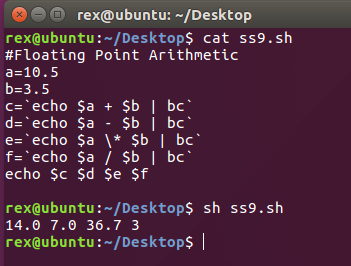 rex@ubuntu: ~/Desktop
rex@ubuntu:~/Desktop$ cat ss9.sh
#Floating Point Arithmetic
a=10.5
b=3.5
c=`echo $a + $b | bc`
d=`echo $a - $b | bc`
e=`echo $a \* $b | bc`
f=`echo $a / $b | bc`
echo $c $d $e $f
rex@ubuntu:~/Desktop$ sh ss9.sh
14.0 7.0 36.7 3
rex@ubuntu:~/Desktop$